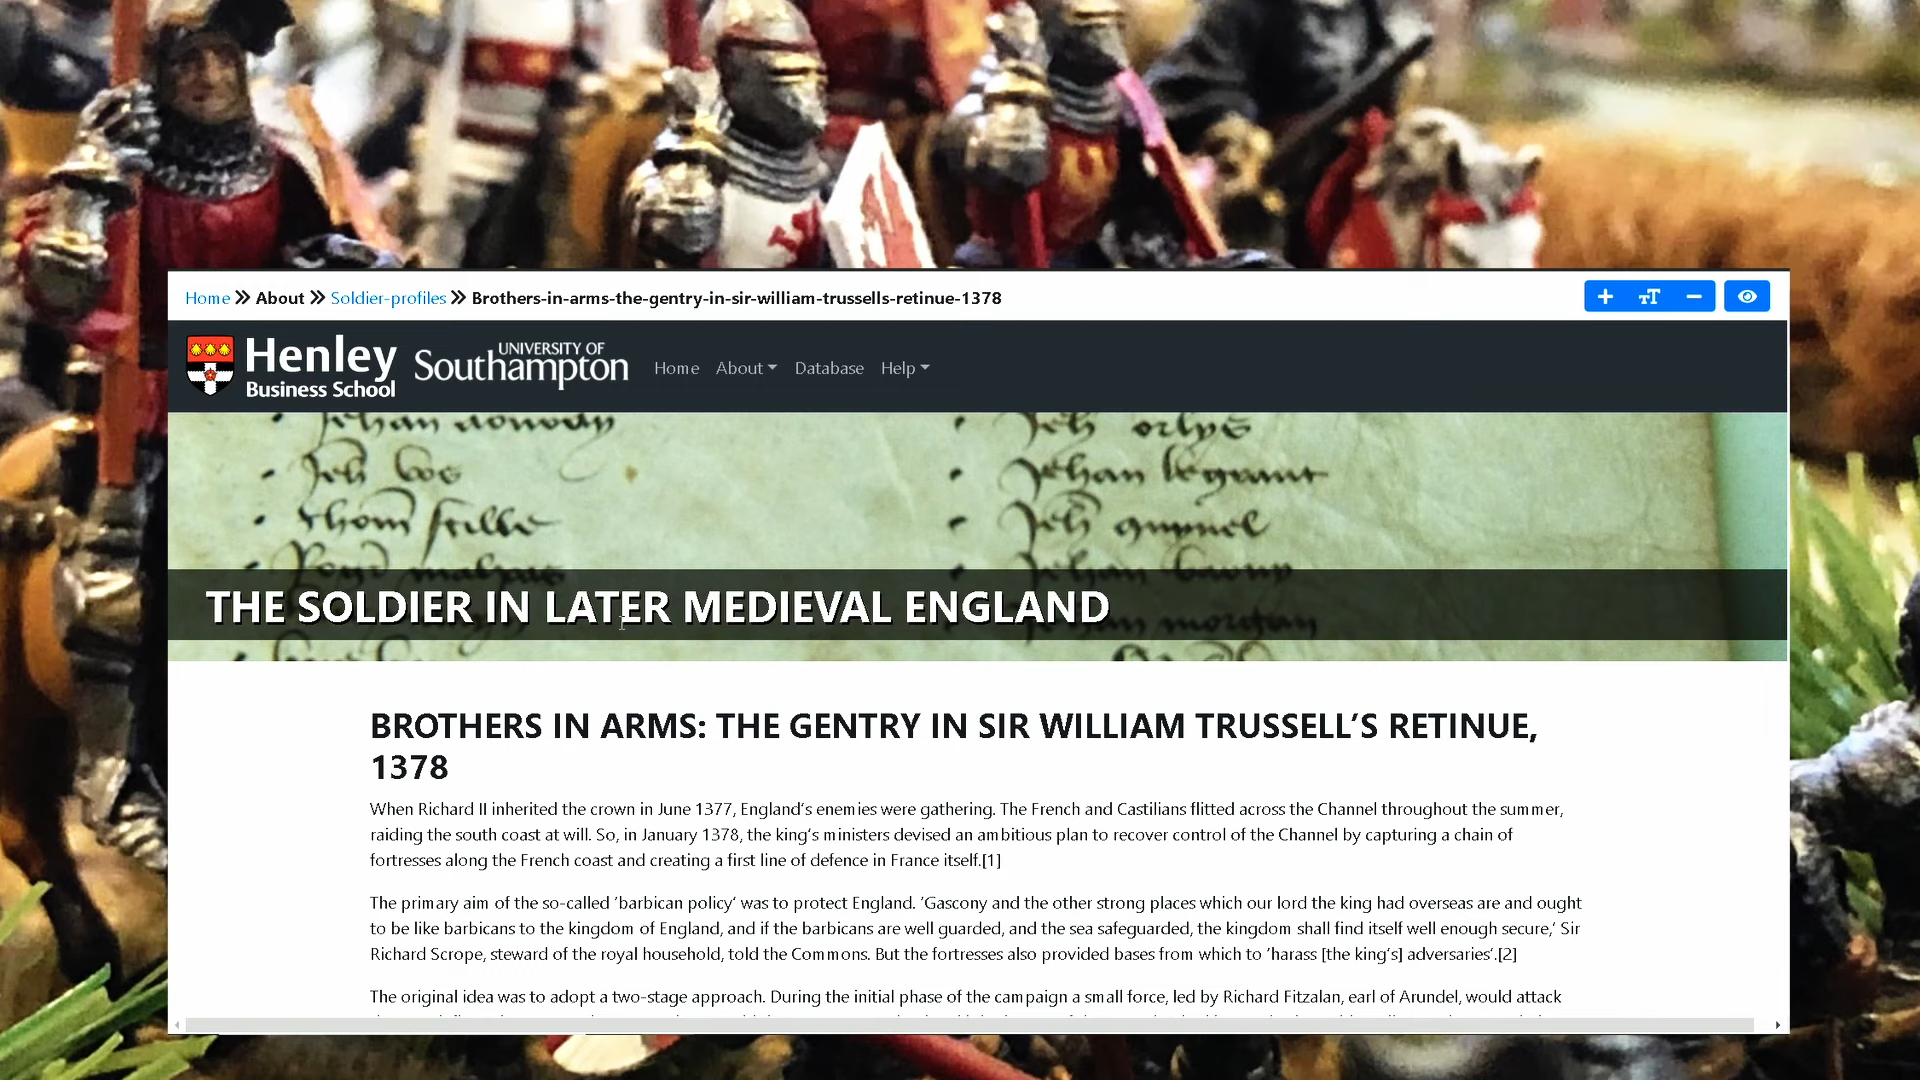 Home » About » Soldier-profiles » Brothers-in-arms-the-gentry-in-sir-william-trussells-retinue-1378
Henley
Business School
UNIVERSITY OF
Southampton
Home About Database Help
Jeh orlys
Jehan legrant
THE SOLDIER IN LATER MEDIEVAL ENGLAND
BROTHERS IN ARMS: THE GENTRY IN SIR WILLIAM TRUSSELL’S RETINUE,
1378
When Richard II inherited the crown in June 1377, England’s enemies were gathering. The French and Castilians flitted across the Channel throughout the summer,
raiding the south coast at will. So, in January 1378, the king’s ministers devised an ambitious plan to recover control of the Channel by capturing a chain of
fortresses along the French coast and creating a first line of defence in France itself.[1]
The primary aim of the so-called ‘barbican policy’ was to protect England. ‘Gascony and the other strong places which our lord the king had overseas are and ought
to be like barbicans to the kingdom of England, and if the barbicans are well guarded, and the sea safeguarded, the kingdom shall find itself well enough secure,’ Sir
Richard Scrope, steward of the royal household, told the Commons. But the fortresses also provided bases from which to ‘harass [the king’s] adversaries’.[2]
The original idea was to adopt a two-stage approach. During the initial phase of the campaign a small force, led by Richard Fitzalan, earl of Arundel, would attack